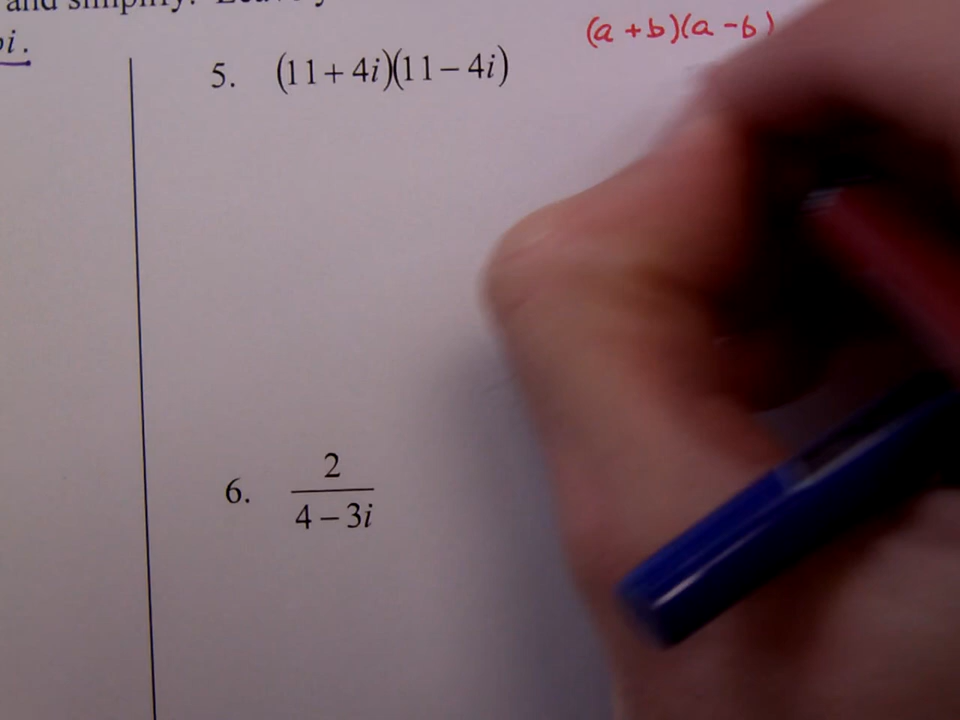 and simplify.
i.
(a + b)(a - b)
5. (11 + 4i)(11 - 4i)
6. 2
4 - 3i